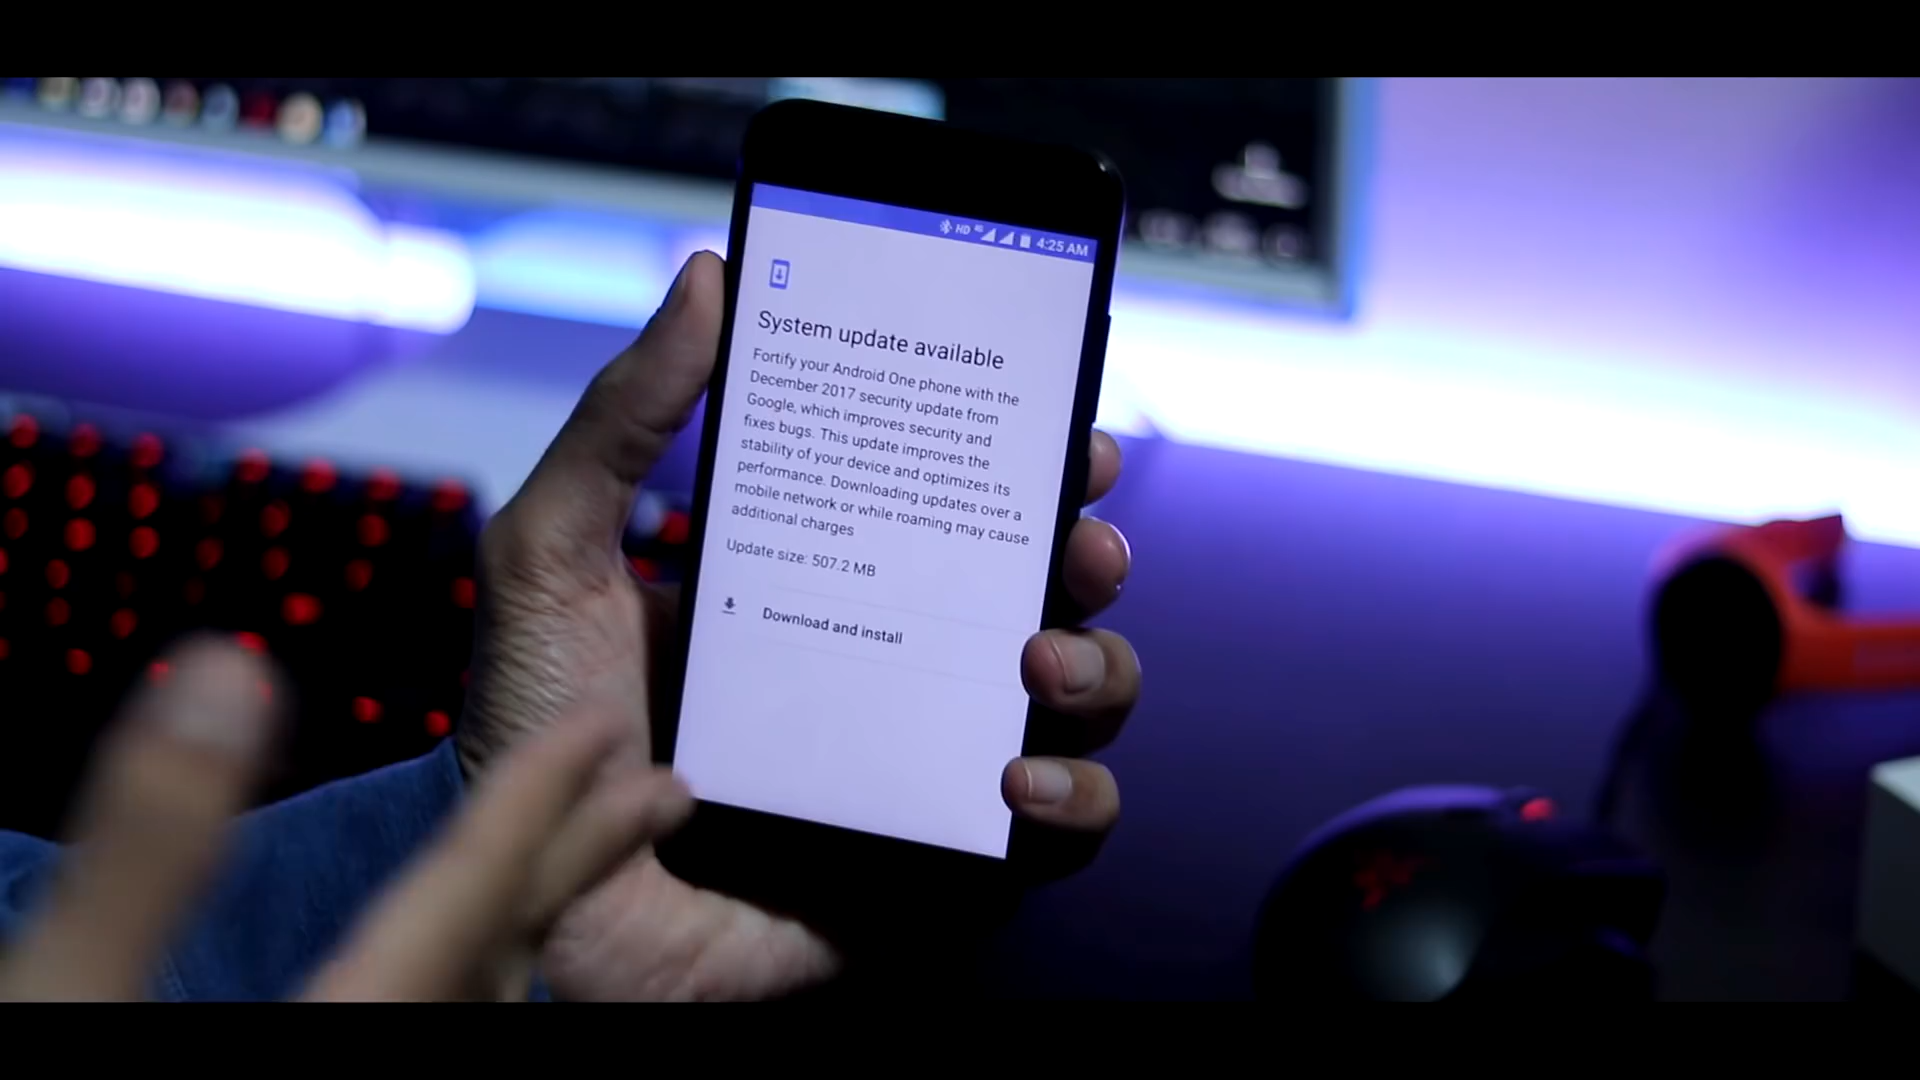 HD 4G 4:25 AM
System update available
Fortify your Android One phone with the
December 2017 security update from
Google, which improves security and
fixes bugs. This update improves the
stability of your device and optimizes its
performance. Downloading updates over a
mobile network or while roaming may cause
additional charges
Update size: 507.2 MB
Download and install